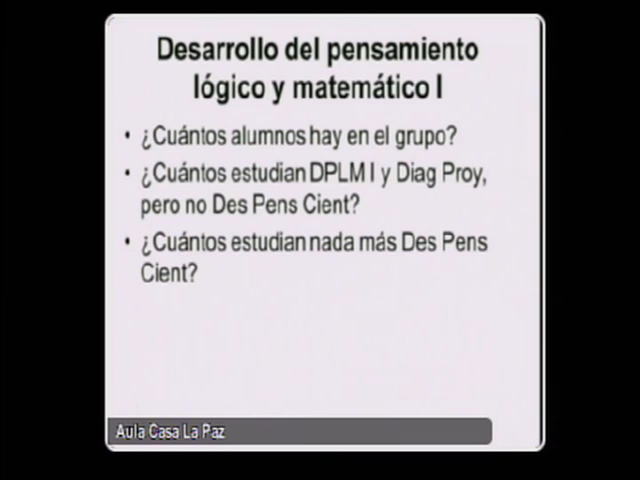 Desarrollo del pensamiento
lógico y matemático I
• ¿Cuántos alumnos hay en el grupo?
• ¿Cuántos estudian DPLM I y Diag Proy,
pero no Des Pens Cient?
• ¿Cuántos estudian nada más Des Pens
Cient?
Aula Casa La Paz